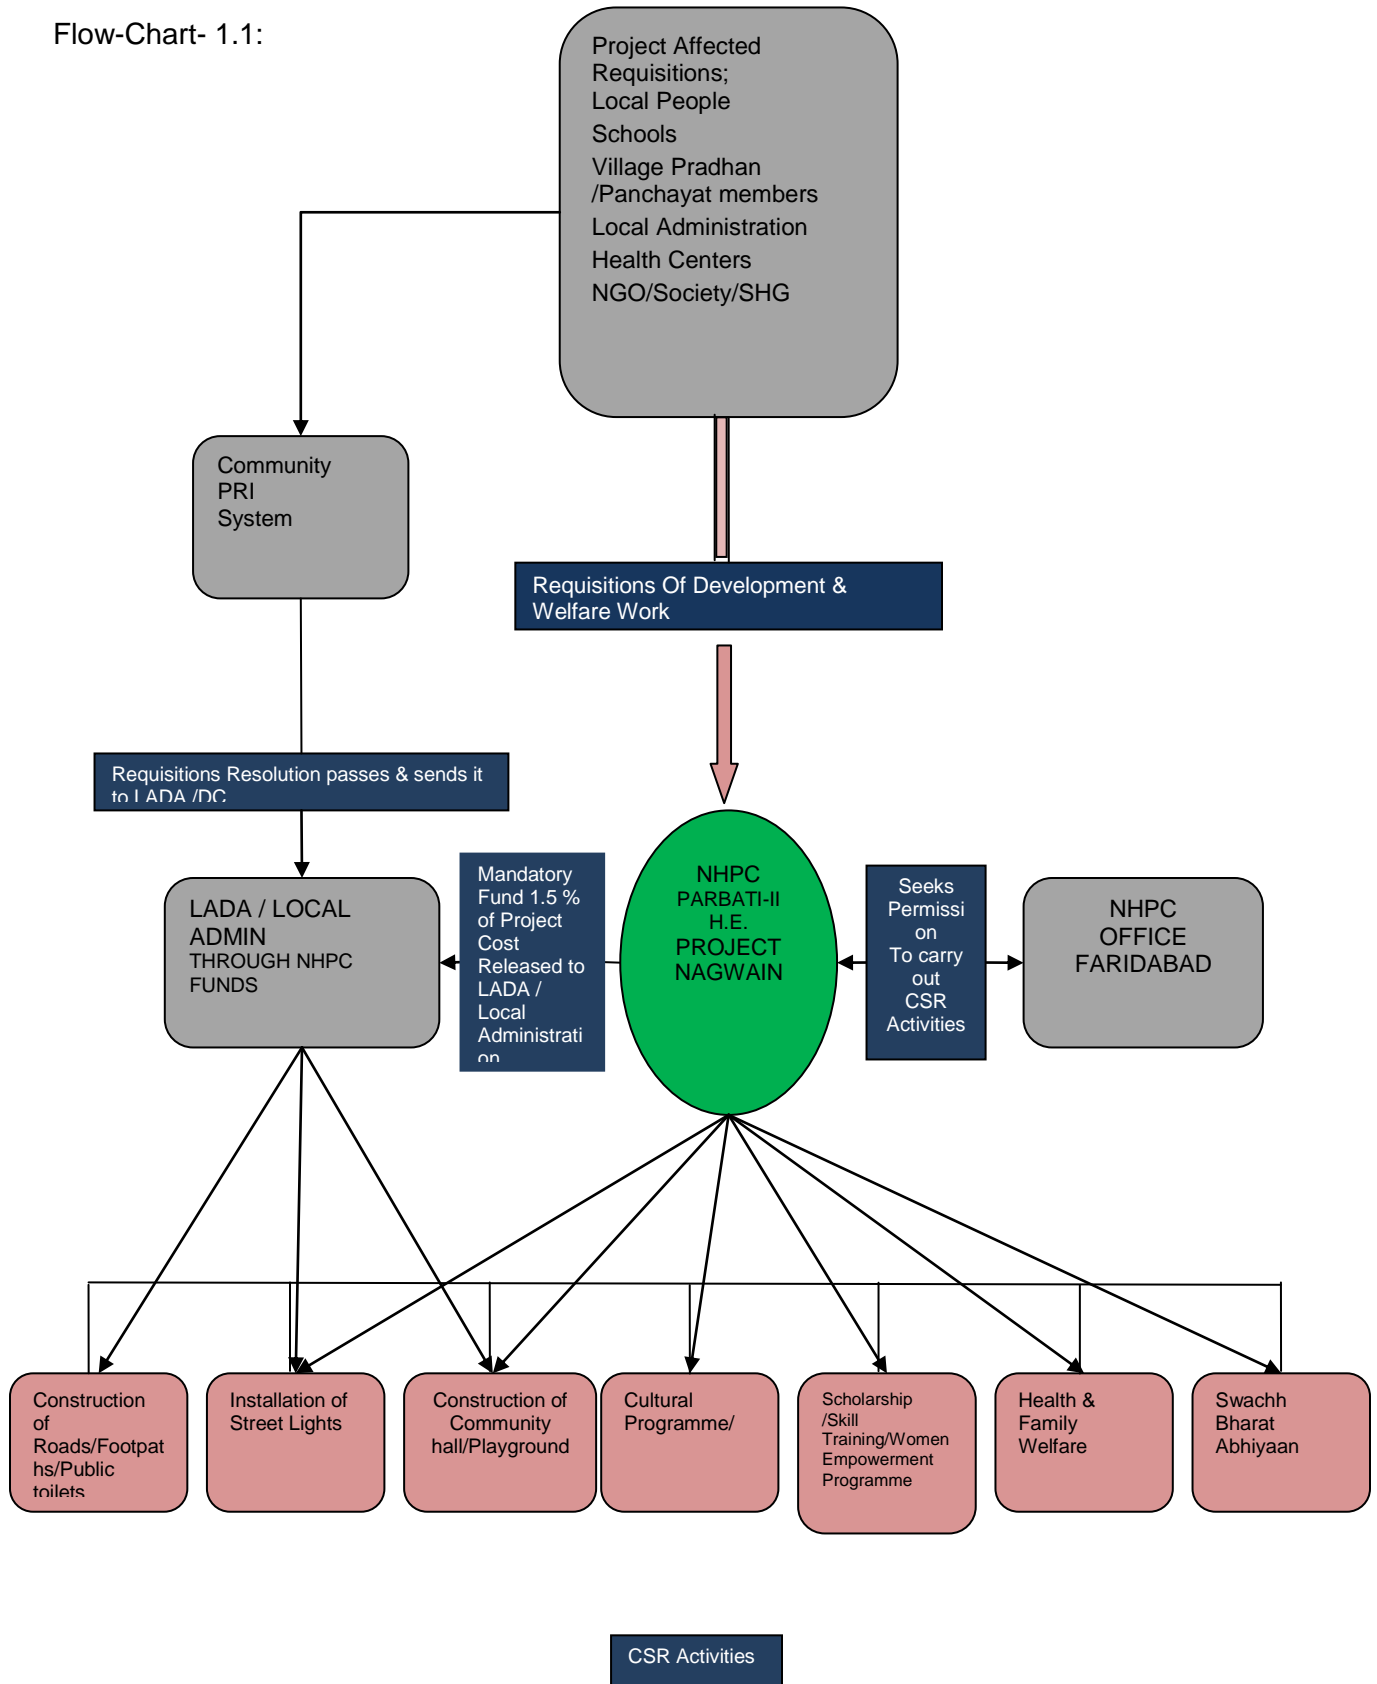 Flow-Chart- 1.1:
Project Affected
Requisitions;
Local People
Schools
Village Pradhan
/Panchayat members
Local Administration
Health Centers
NGO/Society/SHG
Community
PRI
System
Requisitions Of Development &
Welfare Work
Requisitions Resolution passes & sends it
to LADA /DC
LADA / LOCAL
ADMIN
THROUGH NHPC
FUNDS
Mandatory
Fund 1.5 %
of Project
Cost
Released to
LADA /
Local
Administrati
on
NHPC
PARBATI-II
H.E.
PROJECT
NAGWAIN
Seeks
Permissi
on
To carry
out
CSR
Activities
NHPC
OFFICE
FARIDABAD
Construction
of
Roads/Footpat
hs/Public
toilets
Installation of
Street Lights
Construction of
Community
hall/Playground
Cultural
Programme/
Scholarship
/Skill
Training/Women
Empowerment
Programme
Health &
Family
Welfare
Swachh
Bharat
Abhiyaan
CSR Activities